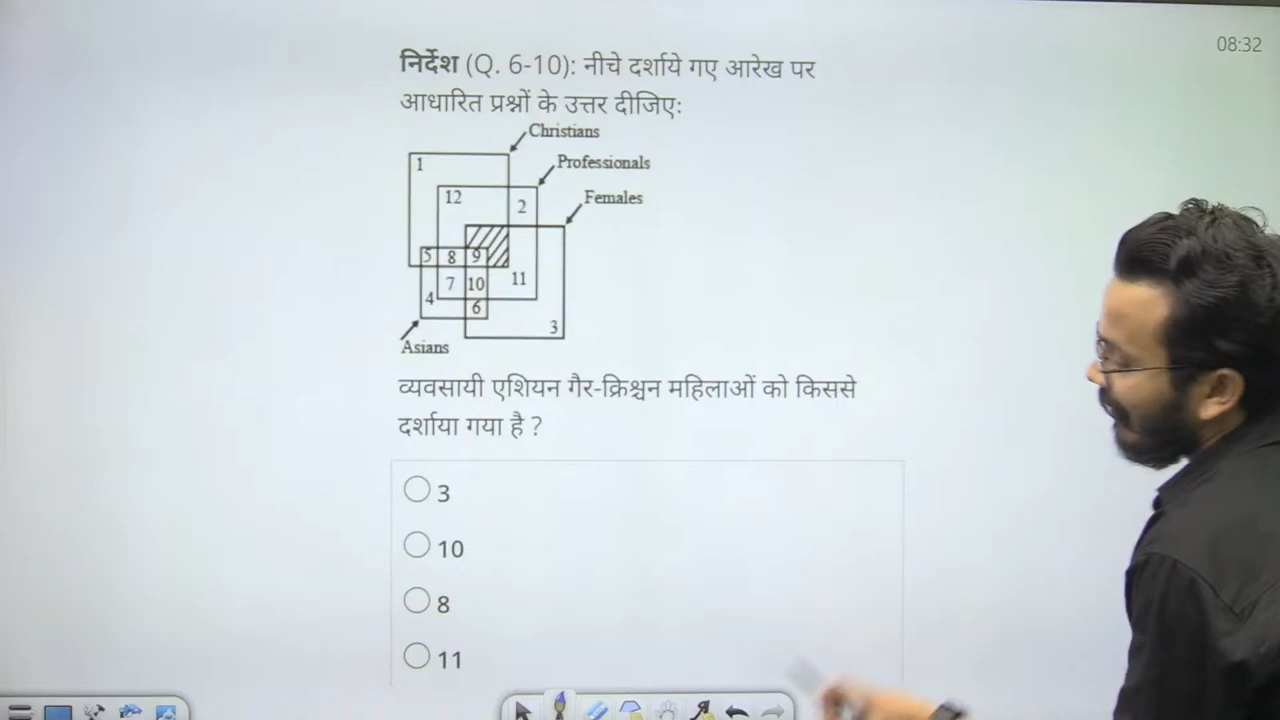 08:32
निर्देश (Q. 6-10): नीचे दर्शाये गए आरेख पर
आधारित प्रश्नों के उत्तर दीजिएः
Christians
1
Professionals
12
2
Females
5 8 9
7 10 11
4
6
3
Asians
व्यवसायी एशियन गैर-क्रिश्चन महिलाओं को किससे
दर्शाया गया है ?
3
10
8
11